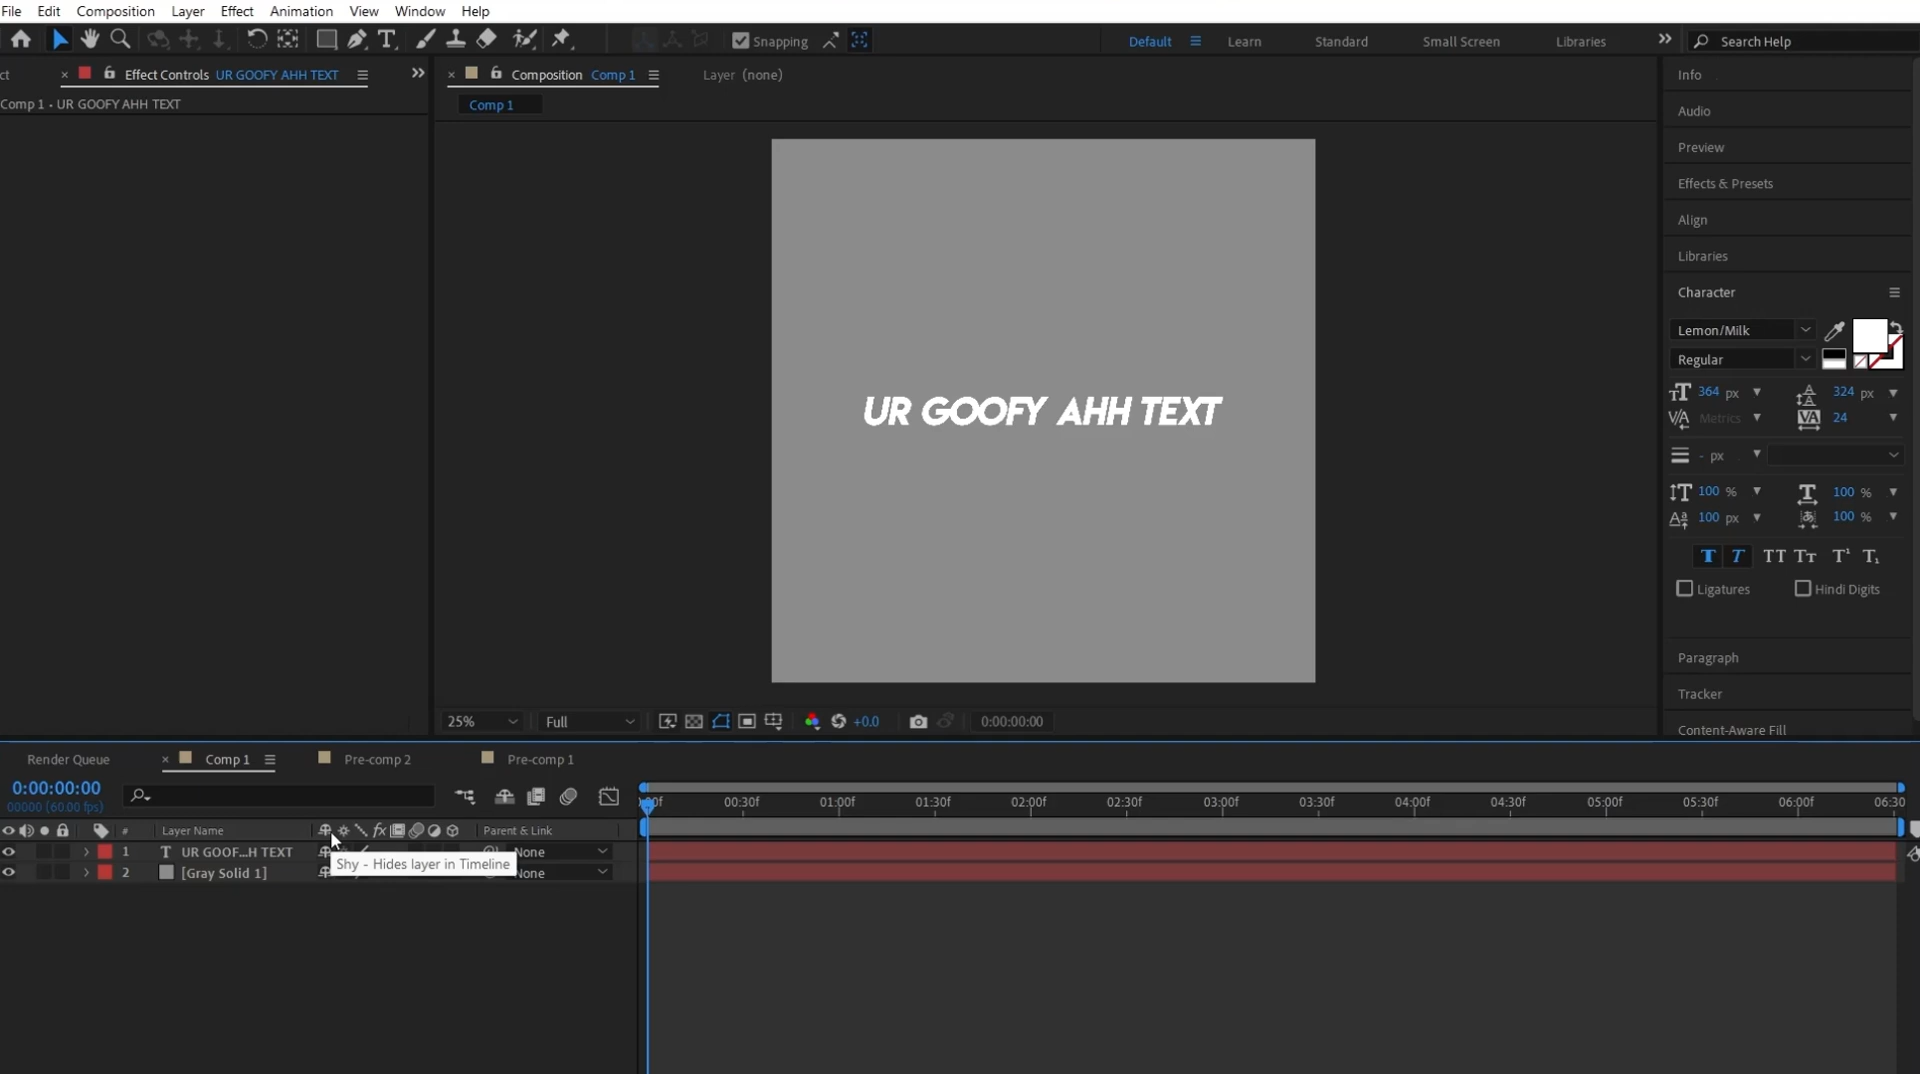 File Edit Composition Layer Effect Animation View Window Help
Snapping Default Learn Standard Small Screen Libraries Search Help
ct Effect Controls UR GOOFY AHH TEXT Composition Comp 1 Layer (none)
Comp 1 • UR GOOFY AHH TEXT
Comp 1
Info
Audio
Preview
Effects & Presets
Align
Libraries
Character
Lemon/Milk
Regular
364 px 324 px
Metrics 24
- px
100 % 100 %
100 px 100 %
Ligatures Hindi Digits
Paragraph
Tracker
Content-Aware Fill
UR GOOFY AHH TEXT
25% Full +0.0 0:00:00:00
Render Queue Comp 1 Pre-comp 2 Pre-comp 1
0:00:00:00
00000 (60.00 fps)
00f 00:30f 01:00f 01:30f 02:00f 02:30f 03:00f 03:30f 04:00f 04:30f 05:00f 05:30f 06:00f 06:30
# Layer Name fx Parent & Link
1 T UR GOOF...H TEXT None
Shy - Hides layer in Timeline
2 [Gray Solid 1] None